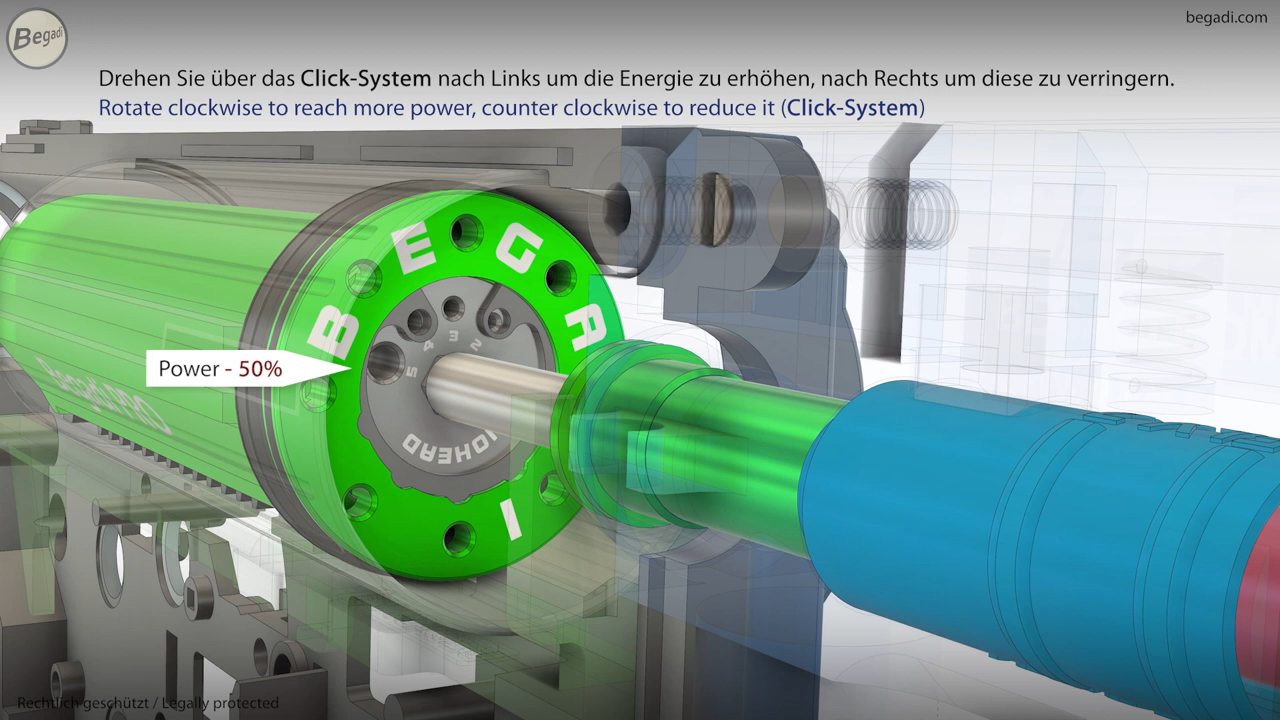 Begadi
begadi.com
Drehen Sie über das Click-System nach Links um die Energie zu erhöhen, nach Rechts um diese zu verringern.
Rotate clockwise to reach more power, counter clockwise to reduce it (Click-System)
B E G A
I
5 4 3 2
Power - 50%
BegadiPRO
Rechtlich geschützt / Legally protected